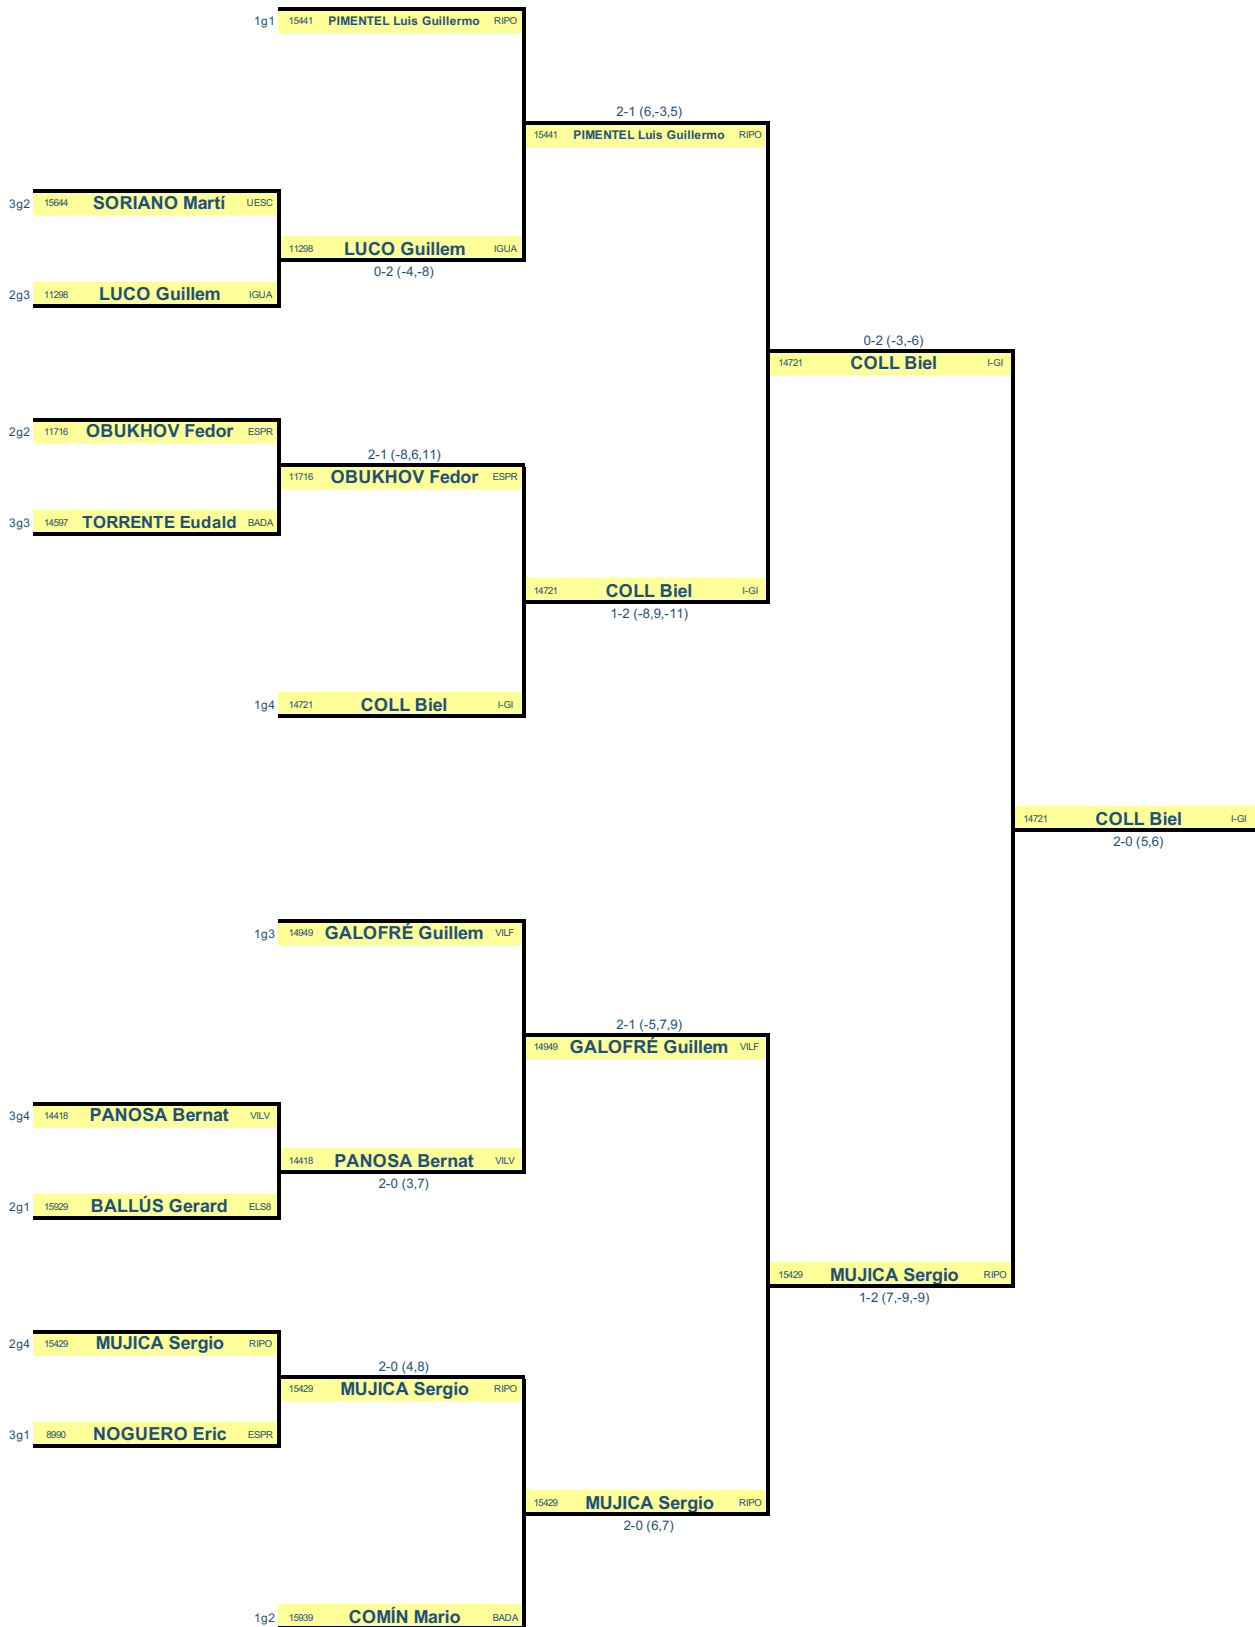 1g1 15441 PIMENTEL Luis Guillermo RIPO
2-1 (6,-3,5)
15441 PIMENTEL Luis Guillermo RIPO
3g2 15644 SORIANO Martí UESC
11298 LUCO Guillem IGUA
0-2 (-4,-8)
2g3 11298 LUCO Guillem IGUA
0-2 (-3,-6)
14721 COLL Biel I-GI
2g2 11716 OBUKHOV Fedor ESPR
2-1 (-8,6,11)
11716 OBUKHOV Fedor ESPR
3g3 14597 TORRENTE Eudald BADA
14721 COLL Biel I-GI
1-2 (-8,9,-11)
1g4 14721 COLL Biel I-GI
14721 COLL Biel I-GI
2-0 (5,6)
1g3 14949 GALOFRÉ Guillem VILF
2-1 (-5,7,9)
14949 GALOFRÉ Guillem VILF
3g4 14418 PANOSA Bernat VILV
14418 PANOSA Bernat VILV
2-0 (3,7)
2g1 15929 BALLÚS Gerard ELS8
15429 MUJICA Sergio RIPO
1-2 (7,-9,-9)
2g4 15429 MUJICA Sergio RIPO
2-0 (4,8)
15429 MUJICA Sergio RIPO
3g1 8990 NOGUERO Eric ESPR
15429 MUJICA Sergio RIPO
2-0 (6,7)
1g2 15939 COMÍN Mario BADA